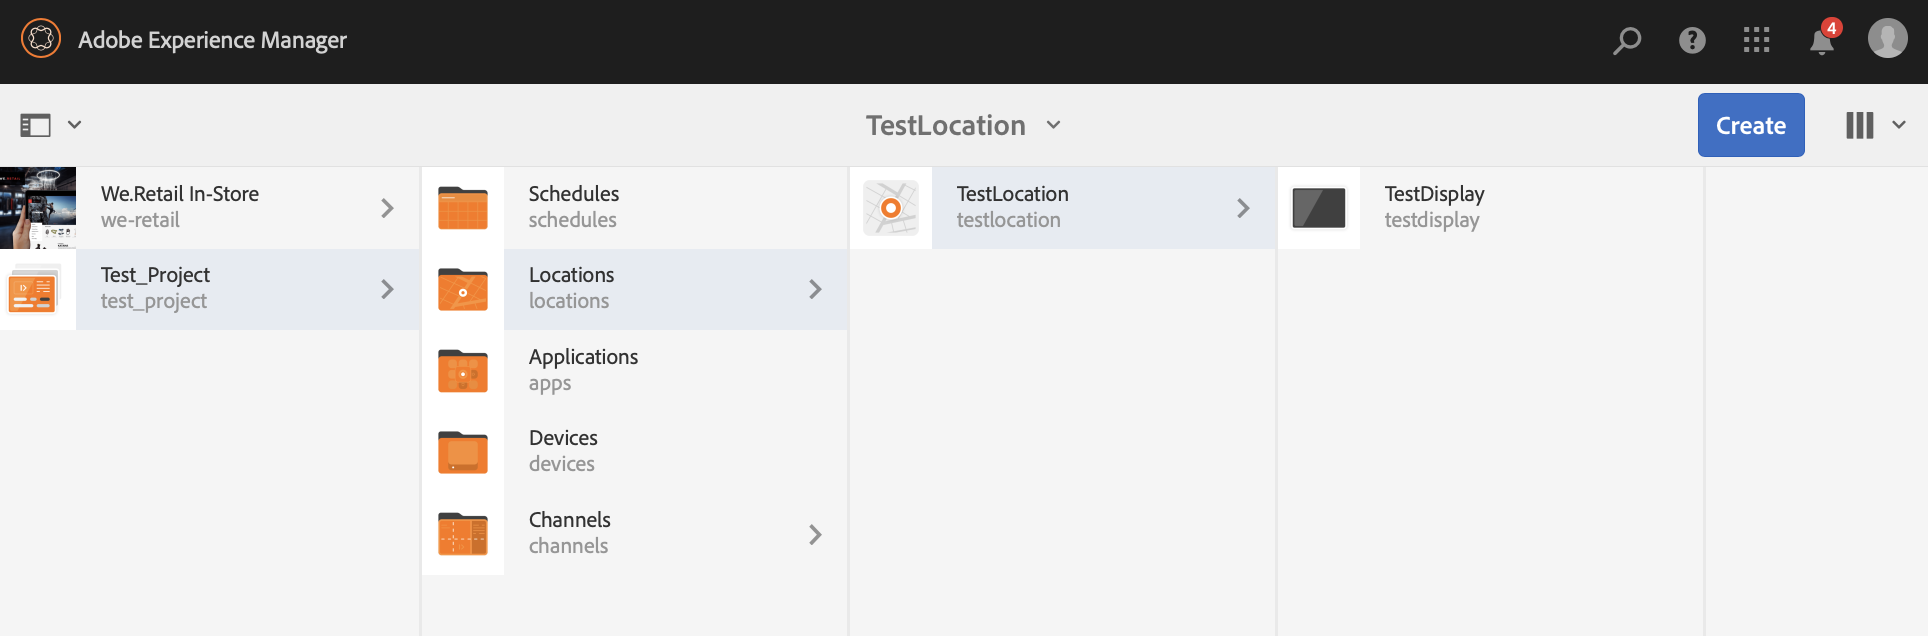 Adobe Experience Manager
4
TestLocation
Create
We.Retail In-Store
we-retail
Test_Project
test_project
Schedules
schedules
Locations
locations
Applications
apps
Devices
devices
Channels
channels
TestLocation
testlocation
TestDisplay
testdisplay